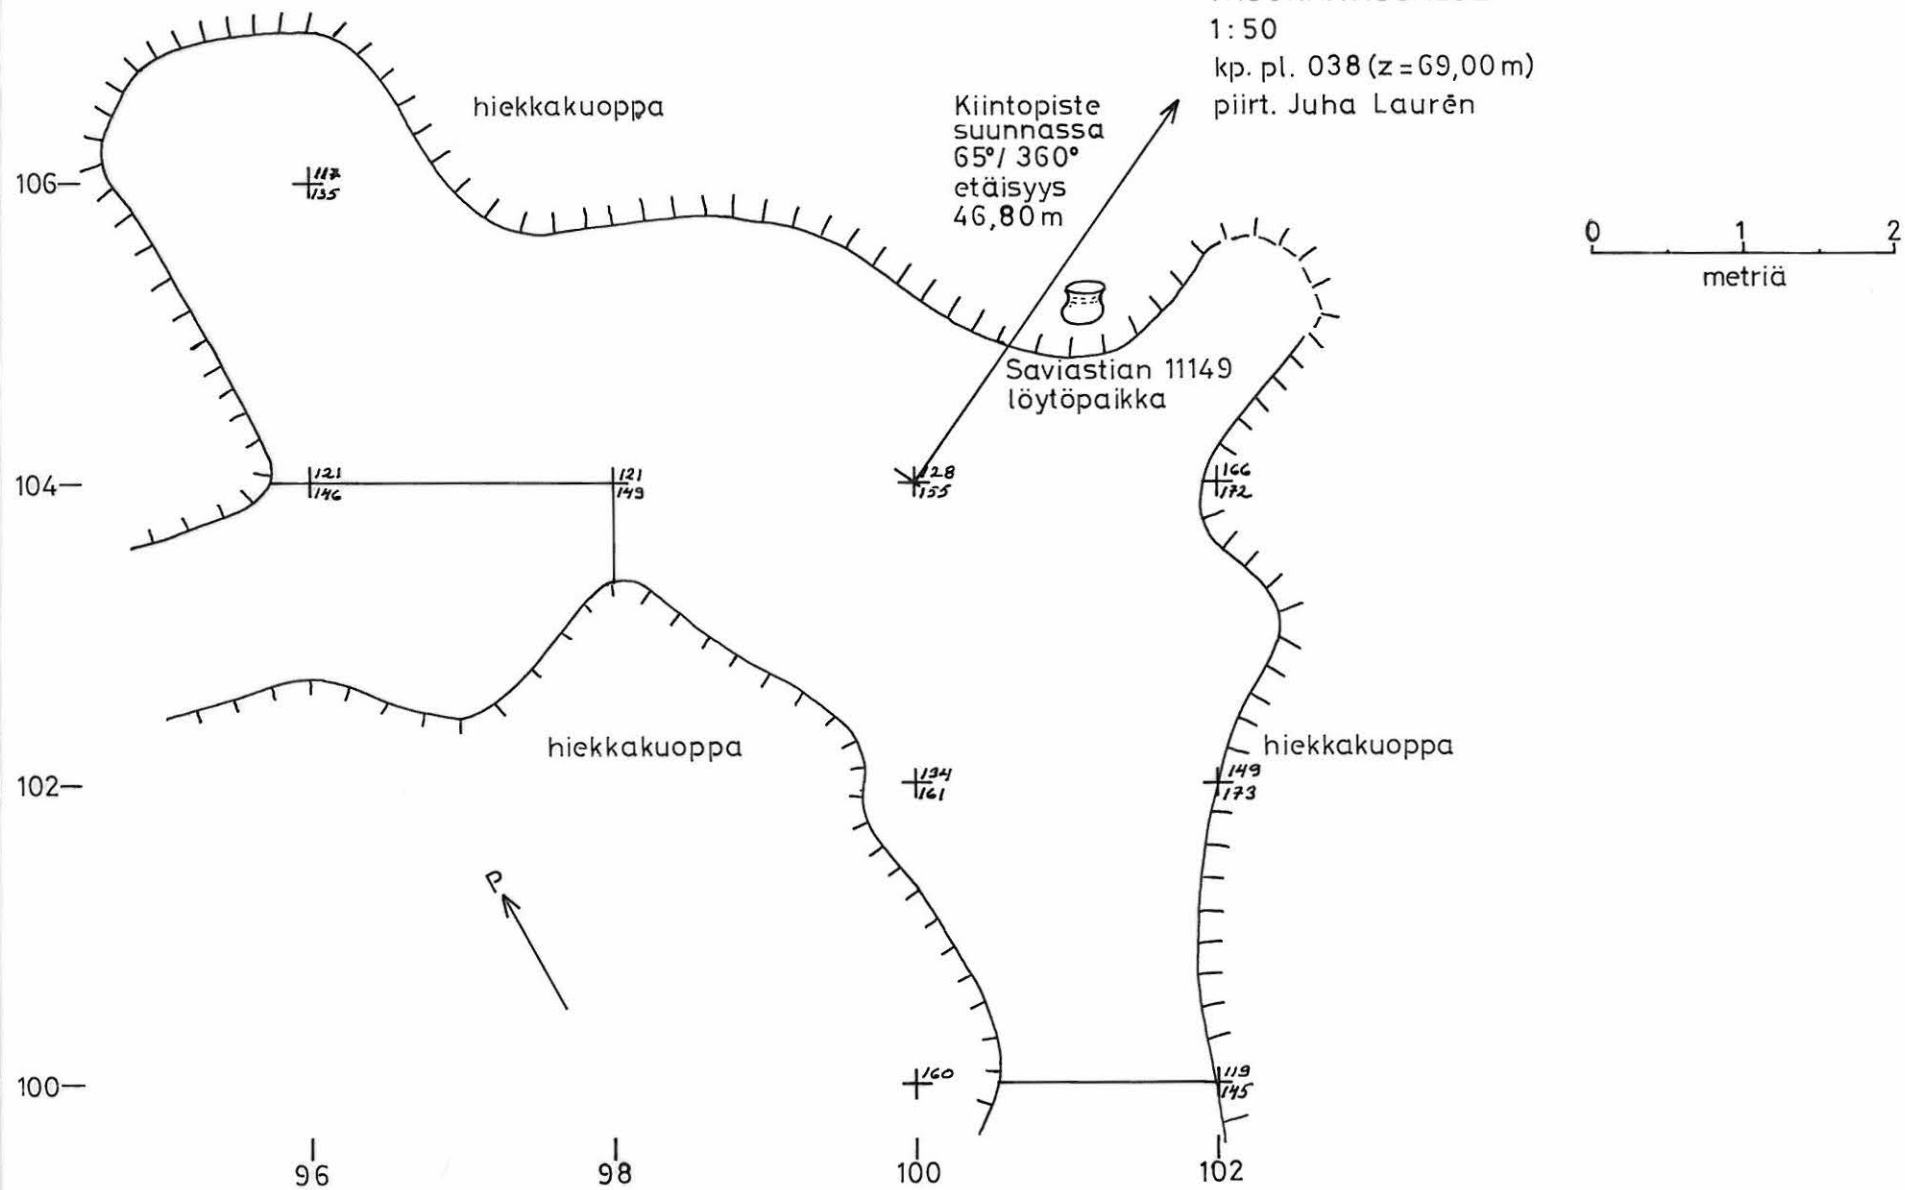 1:50
kp. pl. 038 (z=69,00 m)
piirt. Juha Laurēn
Kiintopiste
suunnassa
65°/ 360°
etäisyys
46,80 m
hiekkakuoppa
106
117
135
0 1 2
metriä
Saviastian 11149
löytöpaikka
104
121
146
121
149
128
155
166
172
hiekkakuoppa
hiekkakuoppa
102
134
161
149
173
P
100
160
119
145
96 98 100 102